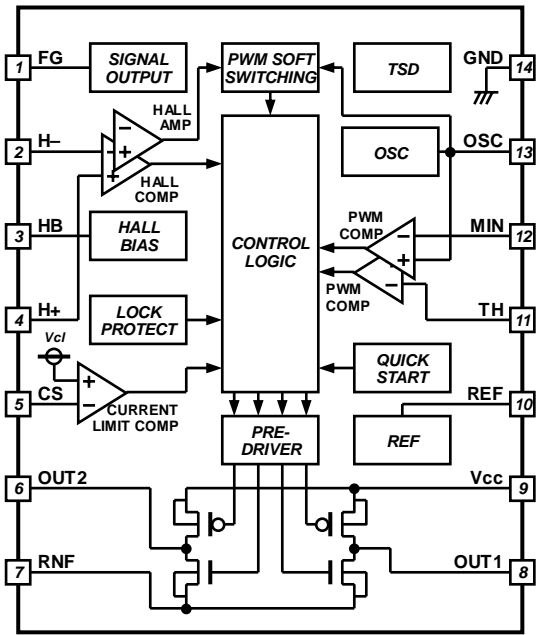 1
FG
SIGNAL
OUTPUT
PWM SOFT
SWITCHING
TSD
GND
14
HALL
AMP
2
H–
HALL
COMP
OSC
OSC
13
3
HB
HALL
BIAS
CONTROL
LOGIC
PWM
COMP
MIN
12
PWM
COMP
4
H+
LOCK
PROTECT
TH
11
Vcl
5
CS
CURRENT
LIMIT COMP
QUICK
START
REF
10
PRE-
DRIVER
REF
6
OUT2
Vcc
9
7
RNF
OUT1
8
– + – +
+ –
– + –